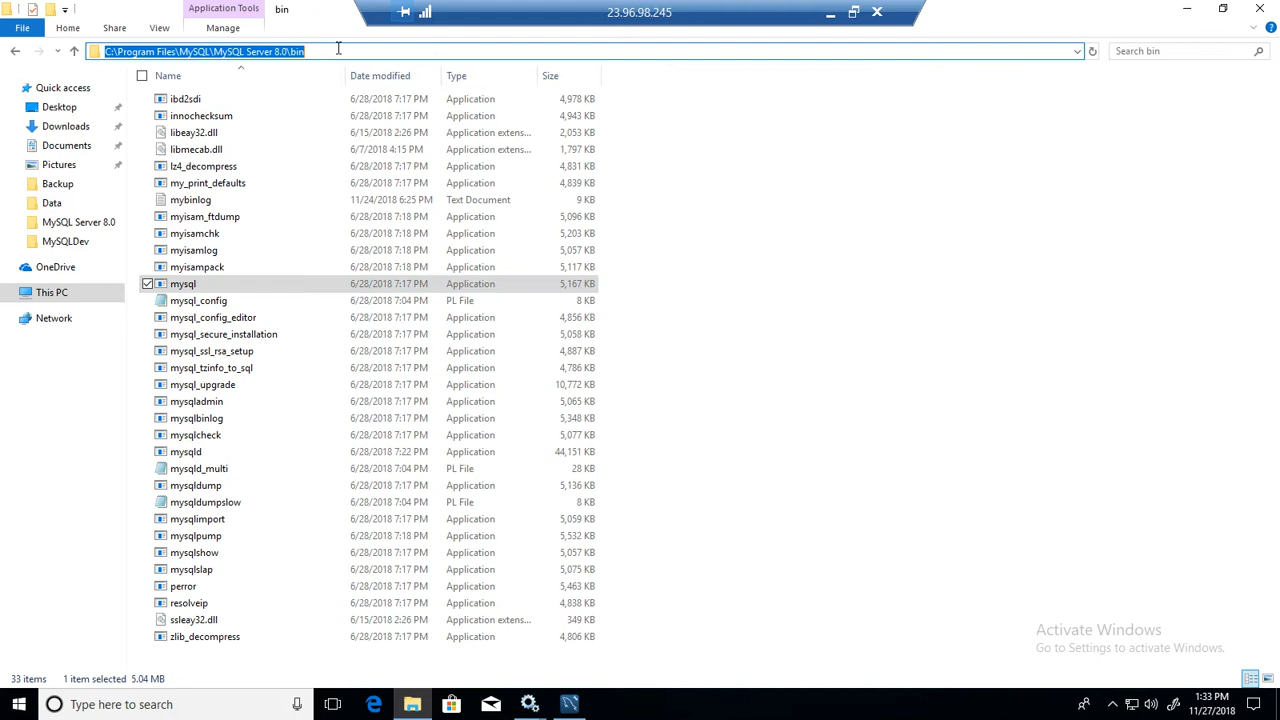 Application Tools bin 23.96.98.245
File Home Share View Manage
C:\Program Files\MySQL\MySQL Server 8.0\bin Search bin
Name Date modified Type Size
Quick access
Desktop
Downloads
Documents
Pictures
Backup
Data
MySQL Server 8.0
MySQLDev
OneDrive
This PC
Network
ibd2sdi 6/28/2018 7:17 PM Application 4,978 KB
innochecksum 6/28/2018 7:17 PM Application 4,943 KB
libeay32.dll 6/15/2018 2:26 PM Application extens... 2,053 KB
libmecab.dll 6/7/2018 4:15 PM Application extens... 1,797 KB
lz4_decompress 6/28/2018 7:17 PM Application 4,831 KB
my_print_defaults 6/28/2018 7:17 PM Application 4,839 KB
mybinlog 11/24/2018 6:25 PM Text Document 9 KB
myisam_ftdump 6/28/2018 7:18 PM Application 5,096 KB
myisamchk 6/28/2018 7:18 PM Application 5,203 KB
myisamlog 6/28/2018 7:18 PM Application 5,057 KB
myisampack 6/28/2018 7:18 PM Application 5,117 KB
mysql 6/28/2018 7:17 PM Application 5,167 KB
mysql_config 6/28/2018 7:04 PM PL File 8 KB
mysql_config_editor 6/28/2018 7:17 PM Application 4,856 KB
mysql_secure_installation 6/28/2018 7:17 PM Application 5,058 KB
mysql_ssl_rsa_setup 6/28/2018 7:17 PM Application 4,887 KB
mysql_tzinfo_to_sql 6/28/2018 7:17 PM Application 4,786 KB
mysql_upgrade 6/28/2018 7:17 PM Application 10,772 KB
mysqladmin 6/28/2018 7:17 PM Application 5,065 KB
mysqlbinlog 6/28/2018 7:17 PM Application 5,348 KB
mysqlcheck 6/28/2018 7:17 PM Application 5,077 KB
mysqld 6/28/2018 7:22 PM Application 44,151 KB
mysqld_multi 6/28/2018 7:04 PM PL File 28 KB
mysqldump 6/28/2018 7:17 PM Application 5,136 KB
mysqldumpslow 6/28/2018 7:04 PM PL File 8 KB
mysqlimport 6/28/2018 7:17 PM Application 5,059 KB
mysqlpump 6/28/2018 7:18 PM Application 5,532 KB
mysqlshow 6/28/2018 7:17 PM Application 5,057 KB
mysqlslap 6/28/2018 7:17 PM Application 5,075 KB
perror 6/28/2018 7:17 PM Application 5,463 KB
resolveip 6/28/2018 7:17 PM Application 4,838 KB
ssleay32.dll 6/15/2018 2:26 PM Application extens... 349 KB
zlib_decompress 6/28/2018 7:17 PM Application 4,806 KB
Activate Windows
Go to Settings to activate Windows.
33 items 1 item selected 5.04 MB
Type here to search
1:33 PM
11/27/2018